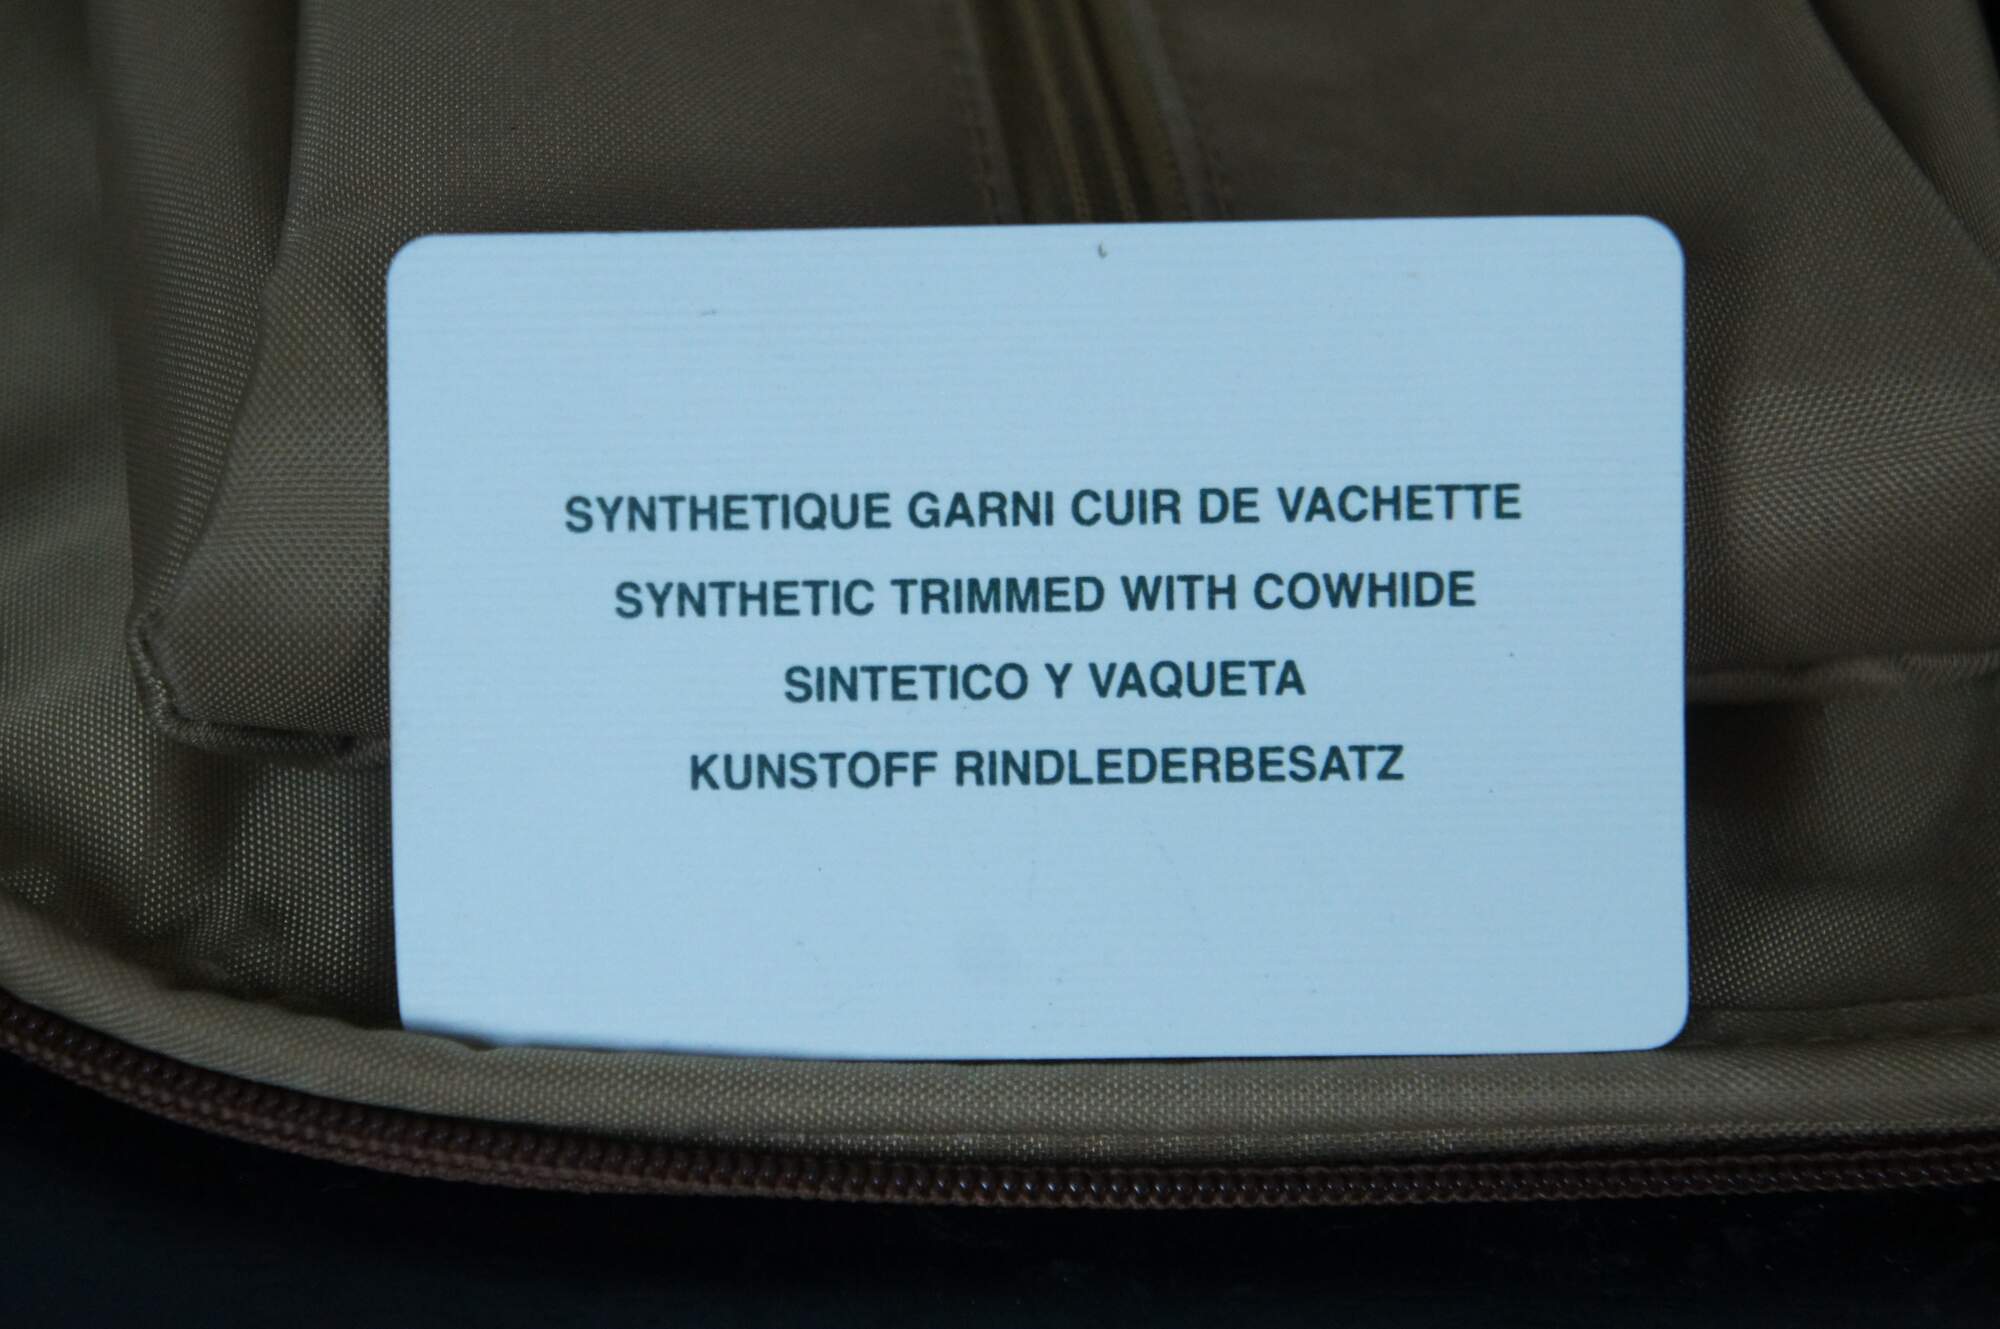 SYNTHETIQUE GARNI CUIR DE VACHETTE
SYNTHETIC TRIMMED WITH COWHIDE
SINTETICO Y VAQUETA
KUNSTOFF RINDLEDERBESATZ